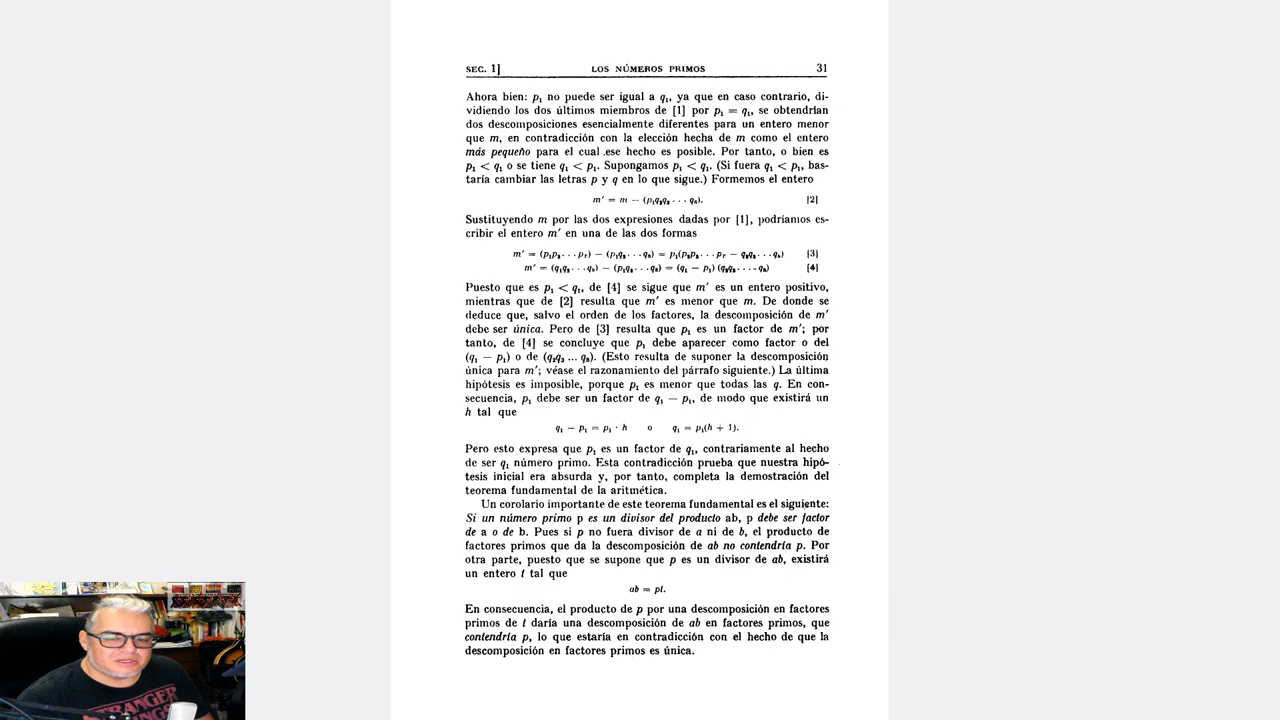 SEC. 1] LOS NÚMEROS PRIMOS 31
Ahora bien: p₁ no puede ser igual a q₁, ya que en caso contrario, di-
vidiendo los dos últimos miembros de [1] por p₁ = q₁, se obtendrían
dos descomposiciones esencialmente diferentes para un entero menor
que m, en contradicción con la elección hecha de m como el entero
más pequeño para el cual ese hecho es posible. Por tanto, o bien es
p₁ < q₁ o se tiene q₁ < p₁. Supongamos p₁ < q₁. (Si fuera q₁ < p₁, bas-
taría cambiar las letras p y q en lo que sigue.) Formemos el entero
m' = m — (p₁q₂q₃ . . . qₛ). [2]
Sustituyendo m por las dos expresiones dadas por [1], podríamos es-
cribir el entero m' en una de las dos formas
m' = (p₁p₂ . . . pᵣ) — (p₁q₂ . . . qₛ) = p₁(p₂p₃ . . . pᵣ — q₂q₃ . . . qₛ) [3]
m' = (q₁q₂ . . . qₛ) — (p₁q₂ . . . qₛ) = (q₁ — p₁) (q₂q₃ . . . qₛ) [4]
Puesto que es p₁ < q₁, de [4] se sigue que m' es un entero positivo,
mientras que de [2] resulta que m' es menor que m. De donde se
deduce que, salvo el orden de los factores, la descomposición de m'
debe ser única. Pero de [3] resulta que p₁ es un factor de m'; por
tanto, de [4] se concluye que p₁ debe aparecer como factor o del
(q₁ — p₁) o de (q₂q₃ ... qₛ). (Esto resulta de suponer la descomposición
única para m'; véase el razonamiento del párrafo siguiente.) La última
hipótesis es imposible, porque p₁ es menor que todas las q. En con-
secuencia, p₁ debe ser un factor de q₁ — p₁, de modo que existirá un
h tal que
q₁ — p₁ = p₁ · h o q₁ = p₁(h + 1).
Pero esto expresa que p₁ es un factor de q₁, contrariamente al hecho
de ser q₁ número primo. Esta contradicción prueba que nuestra hipó-
tesis inicial era absurda y, por tanto, completa la demostración del
teorema fundamental de la aritmética.
Un corolario importante de este teorema fundamental es el siguiente:
Si un número primo p es un divisor del producto ab, p debe ser factor
de a o de b. Pues si p no fuera divisor de a ni de b, el producto de
factores primos que da la descomposición de ab no contendría p. Por
otra parte, puesto que se supone que p es un divisor de ab, existirá
un entero t tal que
ab = pt.
En consecuencia, el producto de p por una descomposición en factores
primos de t daría una descomposición de ab en factores primos, que
contendría p, lo que estaría en contradicción con el hecho de que la
descomposición en factores primos es única.
STRANGER